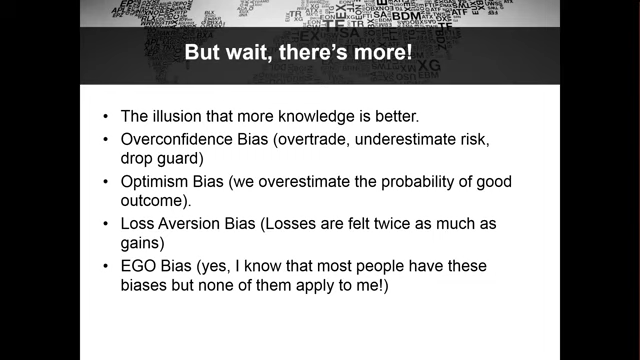 But wait, there's more!
• The illusion that more knowledge is better.
• Overconfidence Bias (overtrade, underestimate risk,
drop guard)
• Optimism Bias (we overestimate the probability of good
outcome).
• Loss Aversion Bias (Losses are felt twice as much as
gains)
• EGO Bias (yes, I know that most people have these
biases but none of them apply to me!)